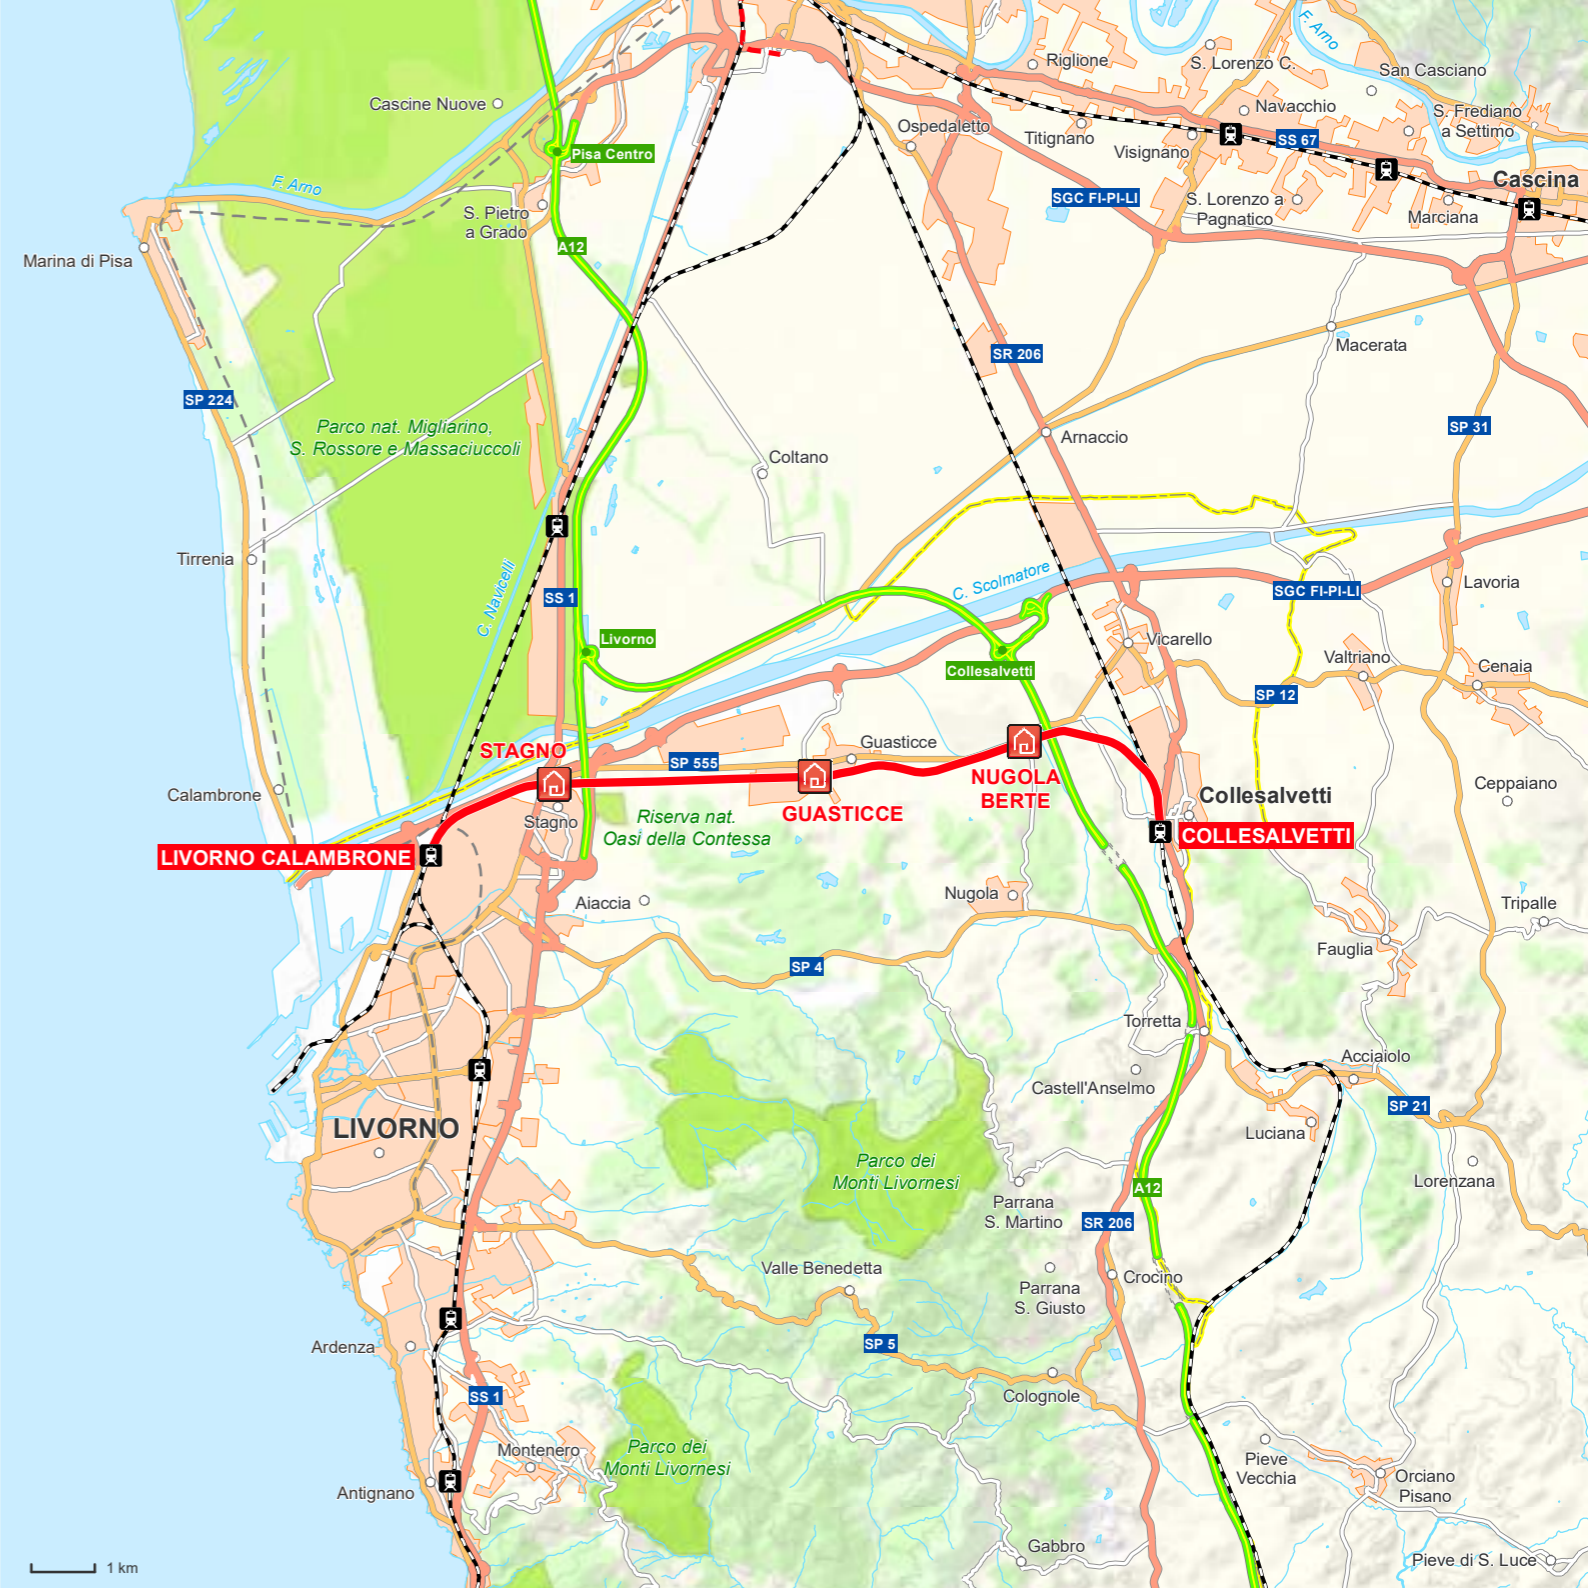 Riglione
S. Lorenzo C.
F. Arno
San Casciano
Cascine Nuove
Navacchio
S. Frediano
a Settimo
Ospedaletto
Titignano
Visignano
SS 67
Pisa Centro
Cascina
F. Arno
SGC FI-PI-LI
S. Lorenzo a
Pagnatico
Marciana
S. Pietro
a Grado
A12
Marina di Pisa
Macerata
SR 206
SP 224
Parco nat. Migliarino,
S. Rossore e Massaciuccoli
SP 31
Arnaccio
Coltano
Tirrenia
C. Navicelli
C. Scolmatore
SS 1
SGC FI-PI-LI
Lavoria
Livorno
Vicarello
Valtriano
Cenaia
Collesalvetti
SP 12
STAGNO
SP 555
Guasticce
NUGOLA
BERTE
Ceppaiano
Calambrone
Collesalvetti
Stagno
Riserva nat.
Oasi della Contessa
GUASTICCE
COLLESALVETTI
LIVORNO CALAMBRONE
Nugola
Aiaccia
Tripalle
Fauglia
SP 4
Torretta
Acciaiolo
Castell'Anselmo
SP 21
LIVORNO
Luciana
Parco dei
Monti Livornesi
Lorenzana
A12
Parrana
S. Martino
SR 206
Valle Benedetta
Crocino
Parrana
S. Giusto
Ardenza
SP 5
SS 1
Colognole
Montenero
Parco dei
Monti Livornesi
Pieve
Vecchia
Orciano
Pisano
Antignano
Gabbro
Pieve di S. Luce
1 km